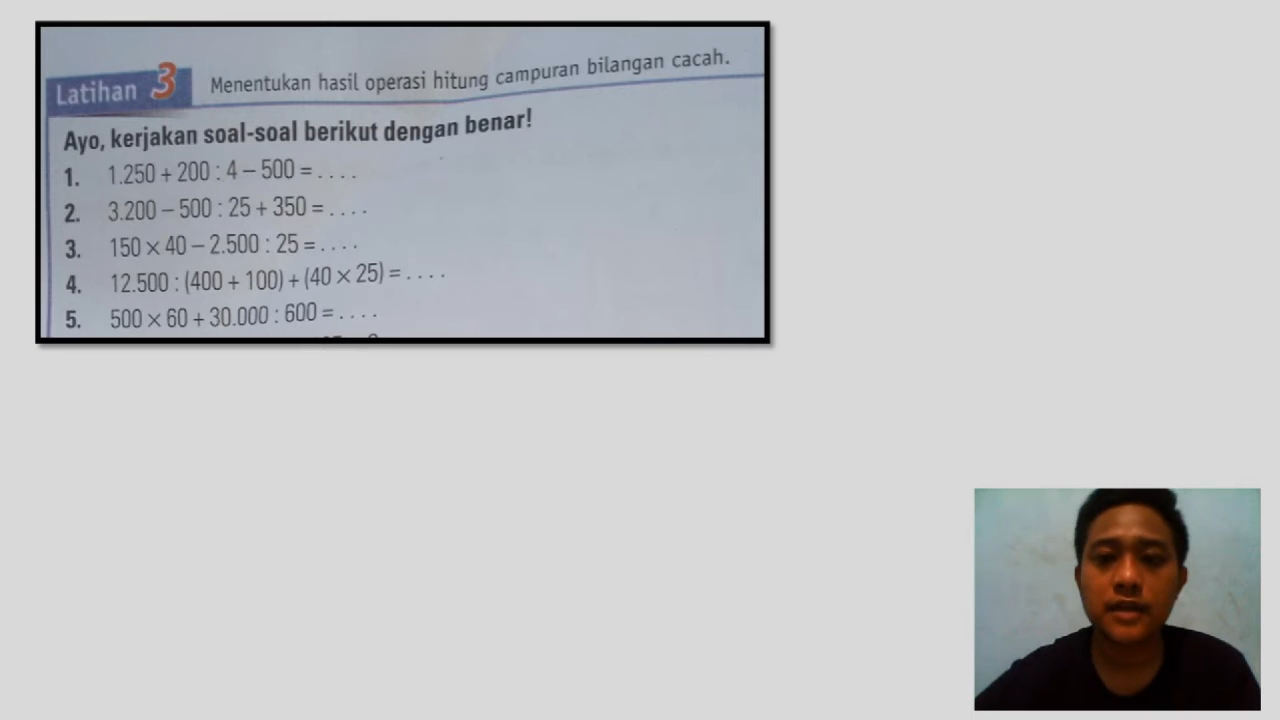 Latihan 3 Menentukan hasil operasi hitung campuran bilangan cacah.
Ayo, kerjakan soal-soal berikut dengan benar!
1. 1.250 + 200 : 4 – 500 = . . . .
2. 3.200 – 500 : 25 + 350 = . . . .
3. 150 × 40 – 2.500 : 25 = . . . .
4. 12.500 : (400 + 100) + (40 × 25) = . . . .
5. 500 × 60 + 30.000 : 600 = . . . .